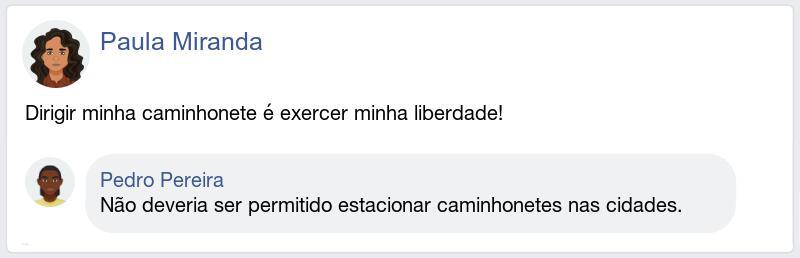 Paula Miranda
Dirigir minha caminhonete é exercer minha liberdade!
Pedro Pereira
Não deveria ser permitido estacionar caminhonetes nas cidades.